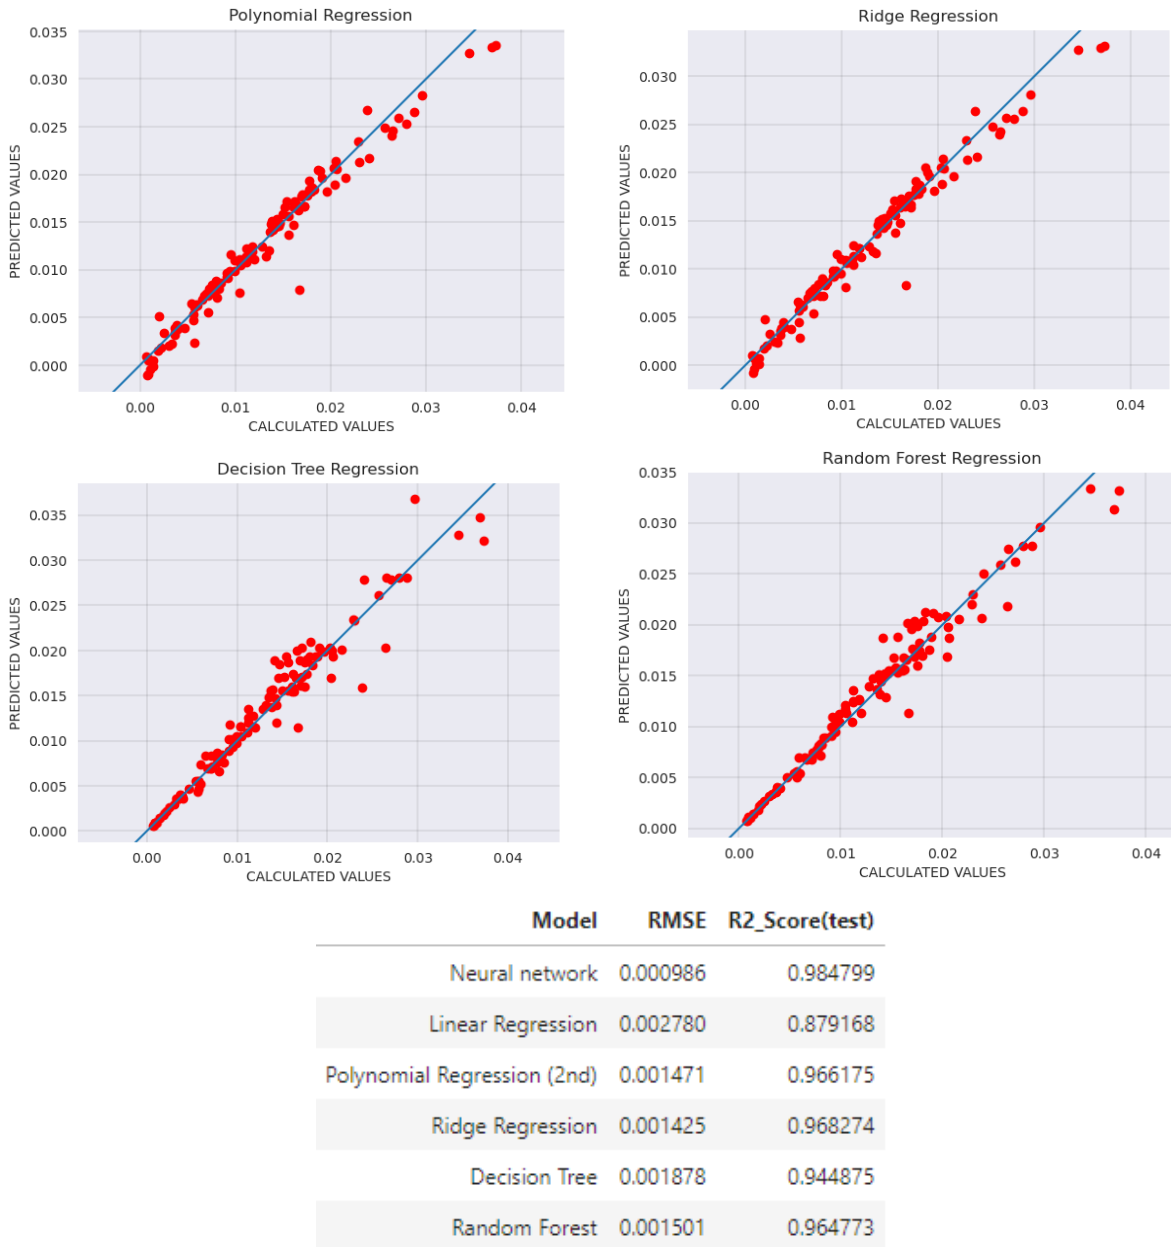 Polynomial Regression
0.035
0.030
0.025
0.020
0.015
0.010
0.005
0.000
PREDICTED VALUES
0.00 0.01 0.02 0.03 0.04
CALCULATED VALUES
Ridge Regression
0.030
0.025
0.020
0.015
0.010
0.005
0.000
PREDICTED VALUES
0.00 0.01 0.02 0.03 0.04
CALCULATED VALUES
Decision Tree Regression
0.035
0.030
0.025
0.020
0.015
0.010
0.005
0.000
PREDICTED VALUES
0.00 0.01 0.02 0.03 0.04
CALCULATED VALUES
Random Forest Regression
0.035
0.030
0.025
0.020
0.015
0.010
0.005
0.000
PREDICTED VALUES
0.00 0.01 0.02 0.03 0.04
CALCULATED VALUES
Model RMSE R2_Score(test)
Neural network 0.000986 0.984799
Linear Regression 0.002780 0.879168
Polynomial Regression (2nd) 0.001471 0.966175
Ridge Regression 0.001425 0.968274
Decision Tree 0.001878 0.944875
Random Forest 0.001501 0.964773